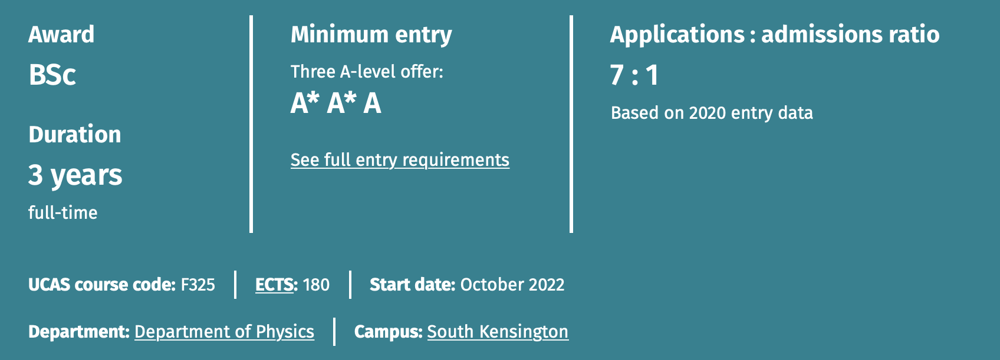 Award
BSc
Duration
3 years
full-time
Minimum entry
Three A-level offer:
A* A* A
See full entry requirements
Applications : admissions ratio
7 : 1
Based on 2020 entry data
UCAS course code: F325
ECTS: 180
Start date: October 2022
Department: Department of Physics
Campus: South Kensington